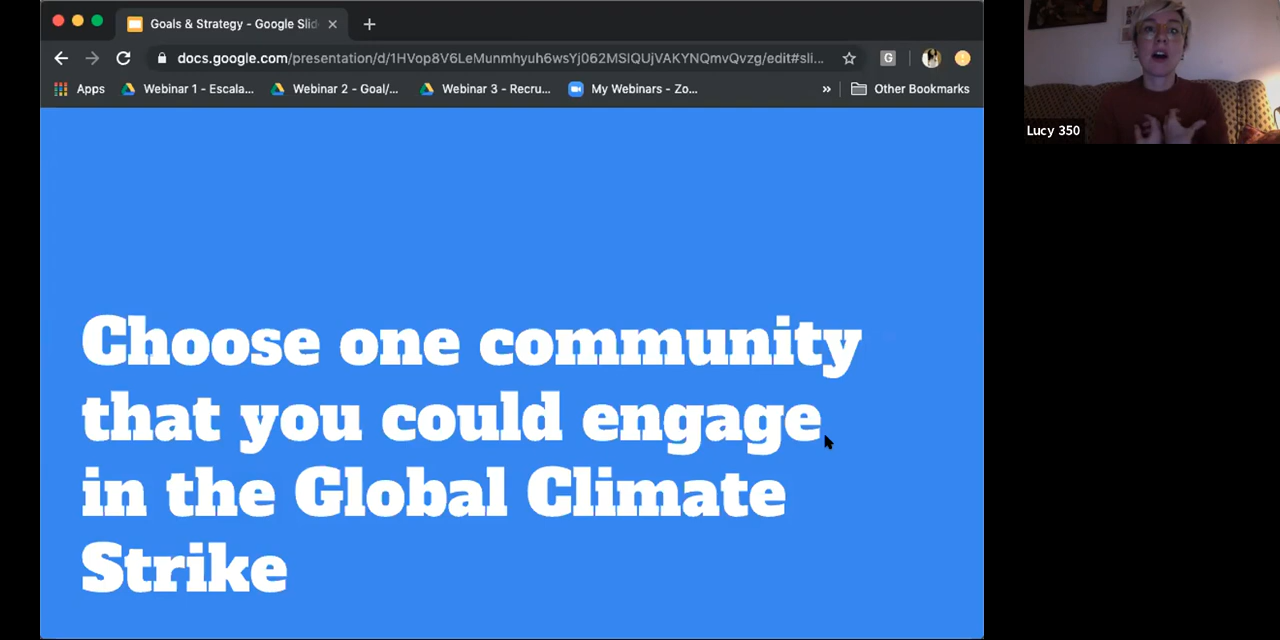 Goals & Strategy - Google Slid
docs.google.com/presentation/d/1HVop8V6LeMunmhyuh6wsYj062MSlQUjVAKYNQmvQvzg/edit#sli...
Apps
Webinar 1 - Escala...
Webinar 2 - Goal/...
Webinar 3 - Recru...
My Webinars - Zo...
»
Other Bookmarks
G
Lucy 350
Choose one community
that you could engage
in the Global Climate
Strike